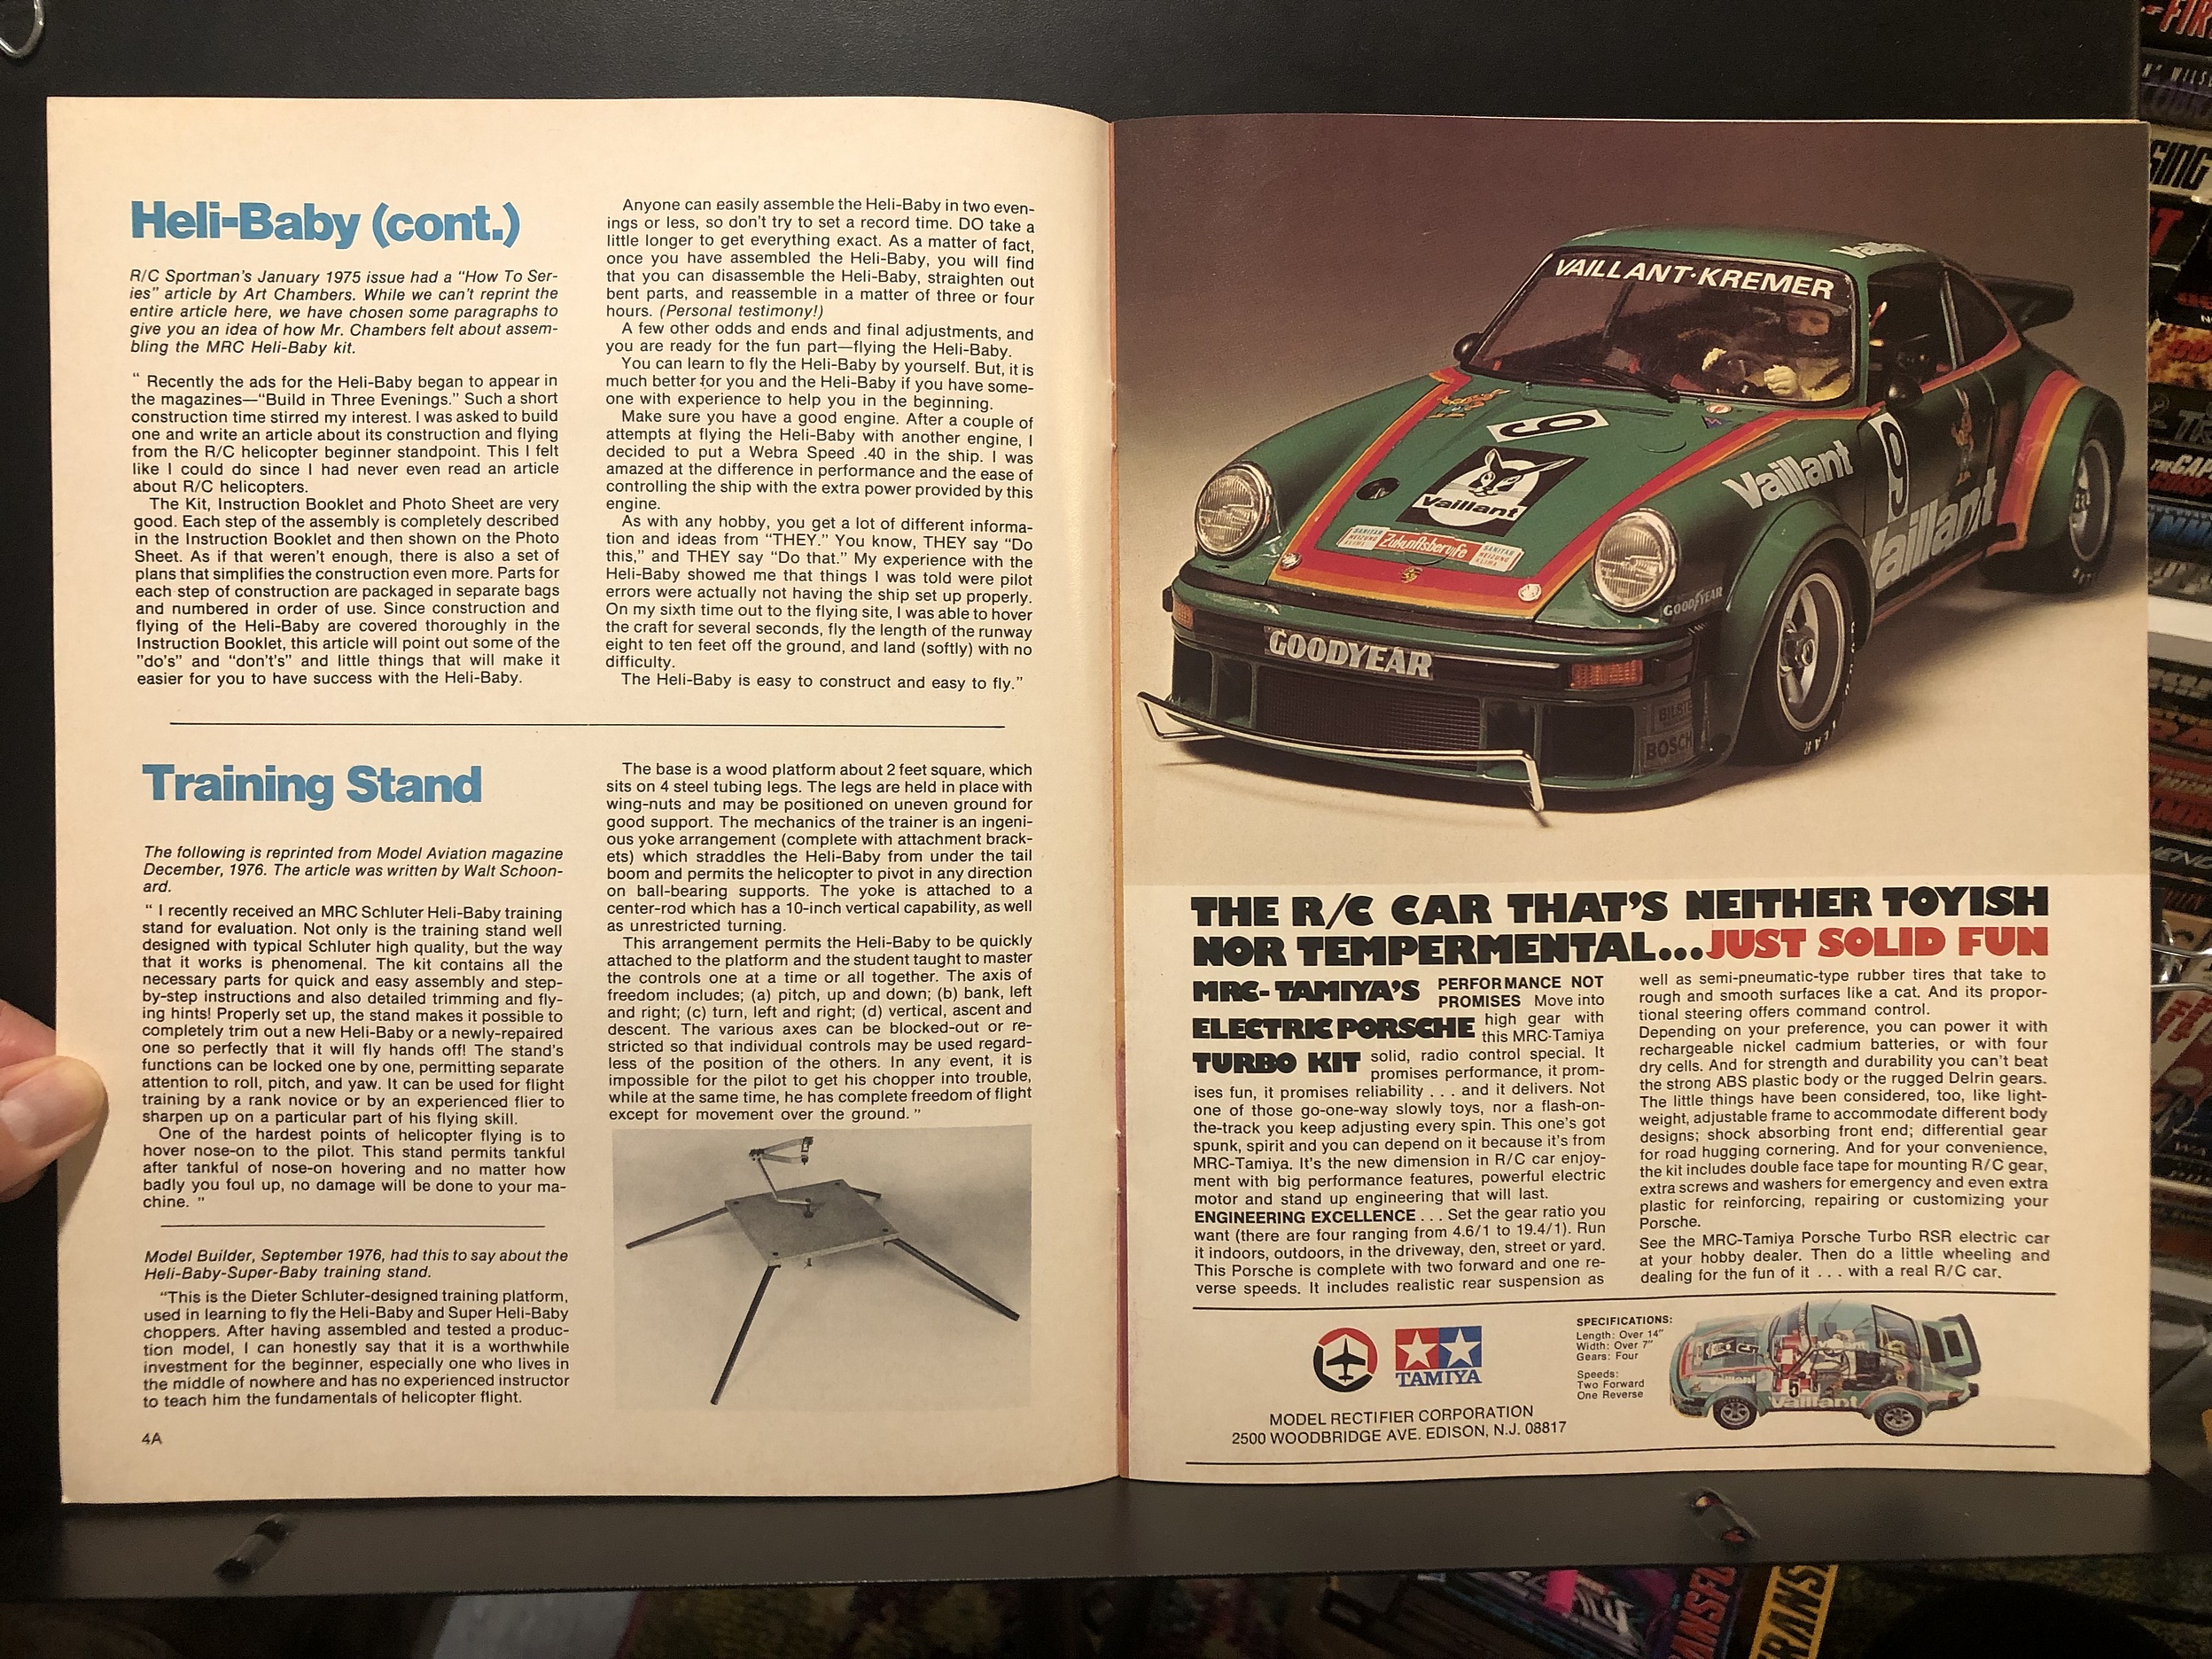 Heli-Baby (cont.)
R/C Sportman's January 1975 issue had a "How To Ser-
ies" article by Art Chambers. While we can't reprint the
entire article here, we have chosen some paragraphs to
give you an idea of how Mr. Chambers felt about assem-
bling the MRC Heli-Baby kit.
" Recently the ads for the Heli-Baby began to appear in
the magazines—"Build in Three Evenings." Such a short
construction time stirred my interest. I was asked to build
one and write an article about its construction and flying
from the R/C helicopter beginner standpoint. This I felt
like I could do since I had never even read an article
about R/C helicopters.
The Kit, Instruction Booklet and Photo Sheet are very
good. Each step of the assembly is completely described
in the Instruction Booklet and then shown on the Photo
Sheet. As if that weren't enough, there is also a set of
plans that simplifies the construction even more. Parts for
each step of construction are packaged in separate bags
and numbered in order of use. Since construction and
flying of the Heli-Baby are covered thoroughly in the
Instruction Booklet, this article will point out some of the
"do's" and "don't's" and little things that will make it
easier for you to have success with the Heli-Baby.
Anyone can easily assemble the Heli-Baby in two even-
ings or less, so don't try to set a record time. DO take a
little longer to get everything exact. As a matter of fact,
once you have assembled the Heli-Baby, you will find
that you can disassemble the Heli-Baby, straighten out
bent parts, and reassemble in a matter of three or four
hours. (Personal testimony!)
A few other odds and ends and final adjustments, and
you are ready for the fun part—flying the Heli-Baby.
You can learn to fly the Heli-Baby by yourself. But, it is
much better for you and the Heli-Baby if you have some-
one with experience to help you in the beginning.
Make sure you have a good engine. After a couple of
attempts at flying the Heli-Baby with another engine, I
decided to put a Webra Speed .40 in the ship. I was
amazed at the difference in performance and the ease of
controlling the ship with the extra power provided by this
engine.
As with any hobby, you get a lot of different informa-
tion and ideas from "THEY." You know, THEY say "Do
this," and THEY say "Do that." My experience with the
Heli-Baby showed me that things I was told were pilot
errors were actually not having the ship set up properly.
On my sixth time out to the flying site, I was able to hover
the craft for several seconds, fly the length of the runway
eight to ten feet off the ground, and land (softly) with no
difficulty.
The Heli-Baby is easy to construct and easy to fly."
Training Stand
The following is reprinted from Model Aviation magazine
December, 1976. The article was written by Walt Schoon-
ard.
" I recently received an MRC Schluter Heli-Baby training
stand for evaluation. Not only is the training stand well
designed with typical Schluter high quality, but the way
that it works is phenomenal. The kit contains all the
necessary parts for quick and easy assembly and step-
by-step instructions and also detailed trimming and fly-
ing hints! Properly set up, the stand makes it possible to
completely trim out a new Heli-Baby or a newly-repaired
one so perfectly that it will fly hands off! The stand's
functions can be locked one by one, permitting separate
attention to roll, pitch, and yaw. It can be used for flight
training by a rank novice or by an experienced flier to
sharpen up on a particular part of his flying skill.
One of the hardest points of helicopter flying is to
hover nose-on to the pilot. This stand permits tankful
after tankful of nose-on hovering and no matter how
badly you foul up, no damage will be done to your ma-
chine. "
Model Builder, September 1976, had this to say about the
Heli-Baby-Super-Baby training stand.
"This is the Dieter Schluter-designed training platform,
used in learning to fly the Heli-Baby and Super Heli-Baby
choppers. After having assembled and tested a produc-
tion model, I can honestly say that it is a worthwhile
investment for the beginner, especially one who lives in
the middle of nowhere and has no experienced instructor
to teach him the fundamentals of helicopter flight.
4A
The base is a wood platform about 2 feet square, which
sits on 4 steel tubing legs. The legs are held in place with
wing-nuts and may be positioned on uneven ground for
good support. The mechanics of the trainer is an ingeni-
ous yoke arrangement (complete with attachment brack-
ets) which straddles the Heli-Baby from under the tail
boom and permits the helicopter to pivot in any direction
on ball-bearing supports. The yoke is attached to a
center-rod which has a 10-inch vertical capability, as well
as unrestricted turning.
This arrangement permits the Heli-Baby to be quickly
attached to the platform and the student taught to master
the controls one at a time or all together. The axis of
freedom includes; (a) pitch, up and down; (b) bank, left
and right; (c) turn, left and right; (d) vertical, ascent and
descent. The various axes can be blocked-out or re-
stricted so that individual controls may be used regard-
less of the position of the others. In any event, it is
impossible for the pilot to get his chopper into trouble,
while at the same time, he has complete freedom of flight
except for movement over the ground. "
VAILLANT·KREMER
Vaillant
9
Vaillant
SANITÄR HEIZUNG KLIMA
Zukunftsberufe
SANITÄR HEIZUNG KLIMA
Vaillant
9
Vaillant
GOODYEAR
GOODYEAR
BOSCH
THE R/C CAR THAT'S NEITHER TOYISH
NOR TEMPERMENTAL...JUST SOLID FUN
MRC-TAMIYA'S
ELECTRIC PORSCHE
TURBO KIT
PERFORMANCE NOT
PROMISES Move into
high gear with
this MRC-Tamiya
solid, radio control special. It
promises performance, it prom-
ises fun, it promises reliability . . . and it delivers. Not
one of those go-one-way slowly toys, nor a flash-on-
the-track you keep adjusting every spin. This one's got
spunk, spirit and you can depend on it because it's from
MRC-Tamiya. It's the new dimension in R/C car enjoy-
ment with big performance features, powerful electric
motor and stand up engineering that will last.
ENGINEERING EXCELLENCE . . . Set the gear ratio you
want (there are four ranging from 4.6/1 to 19.4/1). Run
it indoors, outdoors, in the driveway, den, street or yard.
This Porsche is complete with two forward and one re-
verse speeds. It includes realistic rear suspension as
well as semi-pneumatic-type rubber tires that take to
rough and smooth surfaces like a cat. And its propor-
tional steering offers command control.
Depending on your preference, you can power it with
rechargeable nickel cadmium batteries, or with four
dry cells. And for strength and durability you can't beat
the strong ABS plastic body or the rugged Delrin gears.
The little things have been considered, too, like light-
weight, adjustable frame to accommodate different body
designs; shock absorbing front end; differential gear
for road hugging cornering. And for your convenience,
the kit includes double face tape for mounting R/C gear,
extra screws and washers for emergency and even extra
plastic for reinforcing, repairing or customizing your
Porsche.
See the MRC-Tamiya Porsche Turbo RSR electric car
at your hobby dealer. Then do a little wheeling and
dealing for the fun of it . . . with a real R/C car.
TAMIYA
MODEL RECTIFIER CORPORATION
2500 WOODBRIDGE AVE. EDISON, N.J. 08817
SPECIFICATIONS:
Length: Over 14"
Width: Over 7"
Gears: Four
Speeds:
Two Forward
One Reverse
5
Vaillant